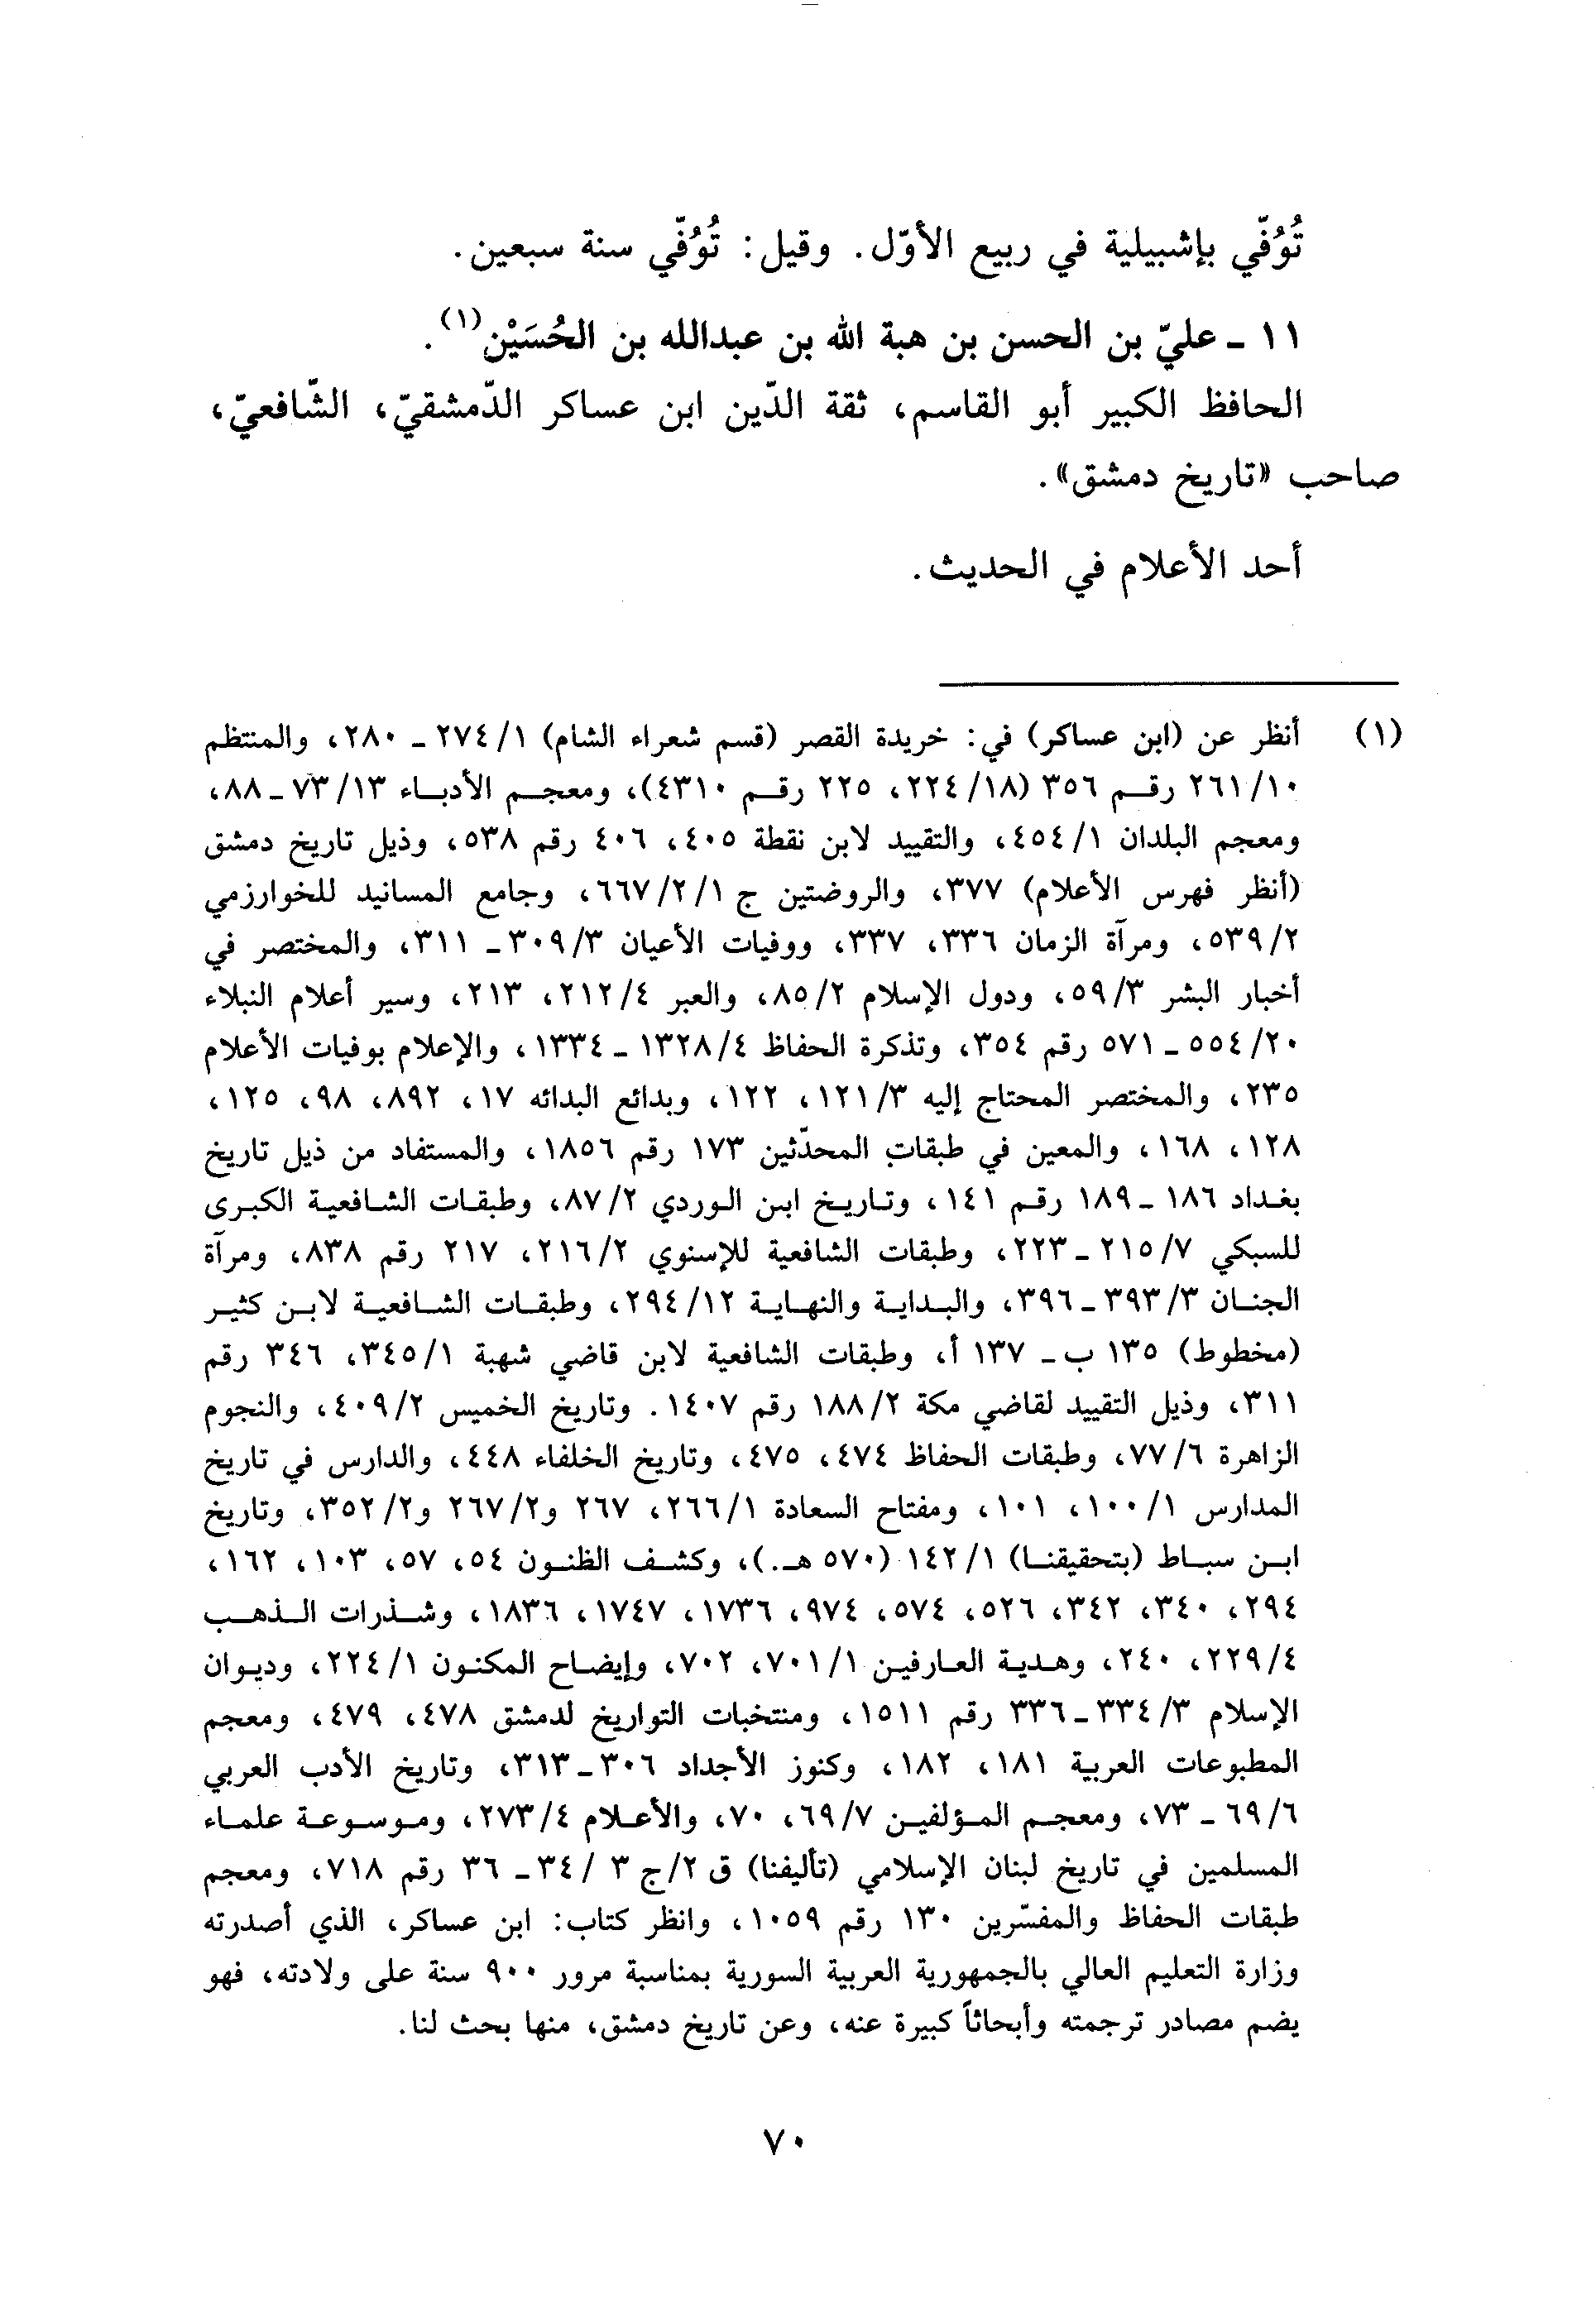 تُوُفّي بإشبيلية في ربيع الأوّل. وقيل: تُوُفّي سنة سبعين.
١١ ـ عليّ بن الحسن بن هبة الله بن عبدالله بن الحُسَيْن(١).
الحافظ الكبير أبو القاسم، ثقة الدّين ابن عساكر الدّمشقيّ، الشّافعيّ،
صاحب «تاريخ دمشق».
أحد الأعلام في الحديث.
(١) أنظر عن (ابن عساكر) في: خريدة القصر (قسم شعراء الشام) ١/ ٢٧٤ ـ ٢٨٠، والمنتظم
١٠/ ٢٦١ رقم ٣٥٦ (١٨/ ٢٢٤، ٢٢٥ رقم ٤٣١٠)، ومعجم الأدباء ١٣/ ٧٣ ـ ٨٨،
ومعجم البلدان ١/ ٤٥٤، والتقييد لابن نقطة ٤٠٥، ٤٠٦ رقم ٥٣٨، وذيل تاريخ دمشق
(أنظر فهرس الأعلام) ٣٧٧، والروضتين ج ١/ ٢/ ٦٦٧، وجامع المسانيد للخوارزمي
٢/ ٥٣٩، ومرآة الزمان ٣٣٦، ٣٣٧، ووفيات الأعيان ٣/ ٣٠٩ ـ ٣١١، والمختصر في
أخبار البشر ٣/ ٥٩، ودول الإسلام ٢/ ٨٥، والعبر ٤/ ٢١٢، ٢١٣، وسير أعلام النبلاء
٢٠/ ٥٥٤ ـ ٥٧١ رقم ٣٥٤، وتذكرة الحفاظ ٤/ ١٣٢٨ ـ ١٣٣٤، والإعلام بوفيات الأعلام
٢٣٥، والمختصر المحتاج إليه ٣/ ١٢١، ١٢٢، وبدائع البدائه ١٧، ٨٩٢، ٩٨، ١٢٥،
١٢٨، ١٦٨، والمعين في طبقات المحدّثين ١٧٣ رقم ١٨٥٦، والمستفاد من ذيل تاريخ
بغداد ١٨٦ ـ ١٨٩ رقم ١٤١، وتاريخ ابن الوردي ٢/ ٨٧، وطبقات الشافعية الكبرى
للسبكي ٧/ ٢١٥ ـ ٢٢٣، وطبقات الشافعية للإسنوي ٢/ ٢١٦، ٢١٧ رقم ٨٣٨، ومرآة
الجنان ٣/ ٣٩٣ ـ ٣٩٦، والبداية والنهاية ١٢/ ٢٩٤، وطبقات الشافعية لابن كثير
(مخطوط) ١٣٥ ب ـ ١٣٧ أ، وطبقات الشافعية لابن قاضي شهبة ١/ ٣٤٥، ٣٤٦ رقم
٣١١، وذيل التقييد لقاضي مكة ٢/ ١٨٨ رقم ١٤٠٧. وتاريخ الخميس ٢/ ٤٠٩، والنجوم
الزاهرة ٦/ ٧٧، وطبقات الحفاظ ٤٧٤، ٤٧٥، وتاريخ الخلفاء ٤٤٨، والدارس في تاريخ
المدارس ١/ ١٠٠، ١٠١، ومفتاح السعادة ١/ ٢٦٦، ٢٦٧ و٢/ ٢٦٧ و٢/ ٣٥٢، وتاريخ
ابن سباط (بتحقيقنا) ١/ ١٤٢ (٥٧٠ هـ.)، وكشف الظنون ٥٤، ٥٧، ١٠٣، ١٦٢،
٢٩٤، ٣٤٠، ٣٤٢، ٥٢٦، ٥٧٤، ٩٧٤، ١٧٣٦، ١٧٤٧، ١٨٣٦، وشذرات الذهب
٤/ ٢٢٩، ٢٤٠، وهدية العارفين ١/ ٧٠١، ٧٠٢، وإيضاح المكنون ١/ ٢٢٤، وديوان
الإسلام ٣/ ٣٣٤ ـ ٣٣٦ رقم ١٥١١، ومنتخبات التواريخ لدمشق ٤٧٨، ٤٧٩، ومعجم
المطبوعات العربية ١٨١، ١٨٢، وكنوز الأجداد ٣٠٦ ـ ٣١٣، وتاريخ الأدب العربي
٦/ ٦٩ ـ ٧٣، ومعجم المؤلفين ٧/ ٦٩، ٧٠، والأعلام ٤/ ٢٧٣، وموسوعة علماء
المسلمين في تاريخ لبنان الإسلامي (تأليفنا) ق ٢/ ج ٣ / ٣٤ ـ ٣٦ رقم ٧١٨، ومعجم
طبقات الحفاظ والمفسّرين ١٣٠ رقم ١٠٥٩، وانظر كتاب: ابن عساكر، الذي أصدرته
وزارة التعليم العالي بالجمهورية العربية السورية بمناسبة مرور ٩٠٠ سنة على ولادته، فهو
يضم مصادر ترجمته وأبحاثاً كبيرة عنه، وعن تاريخ دمشق، منها بحث لنا.
٧٠